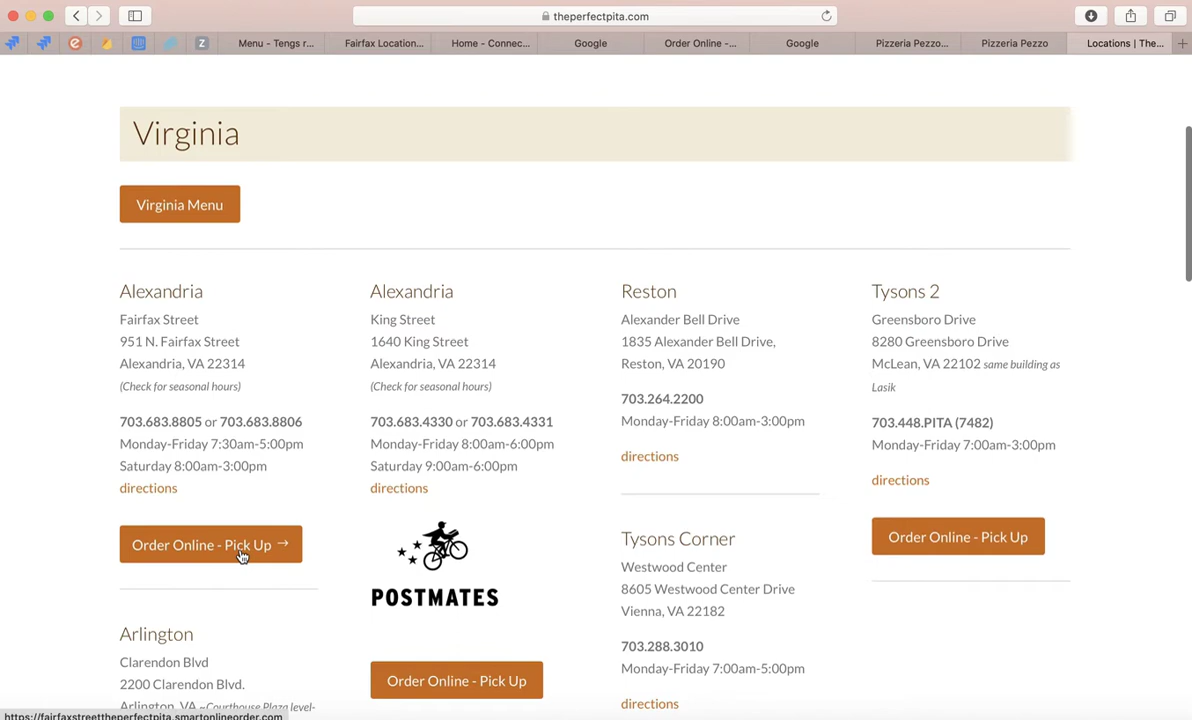 theperfectpita.com
Menu - Tengs r...
Fairfax Location...
Home - Connec...
Google
Order Online -...
Google
Pizzeria Pezzo...
Pizzeria Pezzo
Locations | The...
Virginia
Virginia Menu
Alexandria
Fairfax Street
951 N. Fairfax Street
Alexandria, VA 22314
(Check for seasonal hours)
703.683.8805 or 703.683.8806
Monday-Friday 7:30am-5:00pm
Saturday 8:00am-3:00pm
directions
Order Online - Pick Up →
Arlington
Clarendon Blvd
2200 Clarendon Blvd.
Arlington, VA ~Courthouse Plaza level-
Alexandria
King Street
1640 King Street
Alexandria, VA 22314
(Check for seasonal hours)
703.683.4330 or 703.683.4331
Monday-Friday 8:00am-6:00pm
Saturday 9:00am-6:00pm
directions
POSTMATES
Order Online - Pick Up
Reston
Alexander Bell Drive
1835 Alexander Bell Drive,
Reston, VA 20190
703.264.2200
Monday-Friday 8:00am-3:00pm
directions
Tysons Corner
Westwood Center
8605 Westwood Center Drive
Vienna, VA 22182
703.288.3010
Monday-Friday 7:00am-5:00pm
directions
Tysons 2
Greensboro Drive
8280 Greensboro Drive
McLean, VA 22102 same building as
Lasik
703.448.PITA (7482)
Monday-Friday 7:00am-3:00pm
directions
Order Online - Pick Up
https://fairfaxstreettheperfectpita.smartonlineorder.com